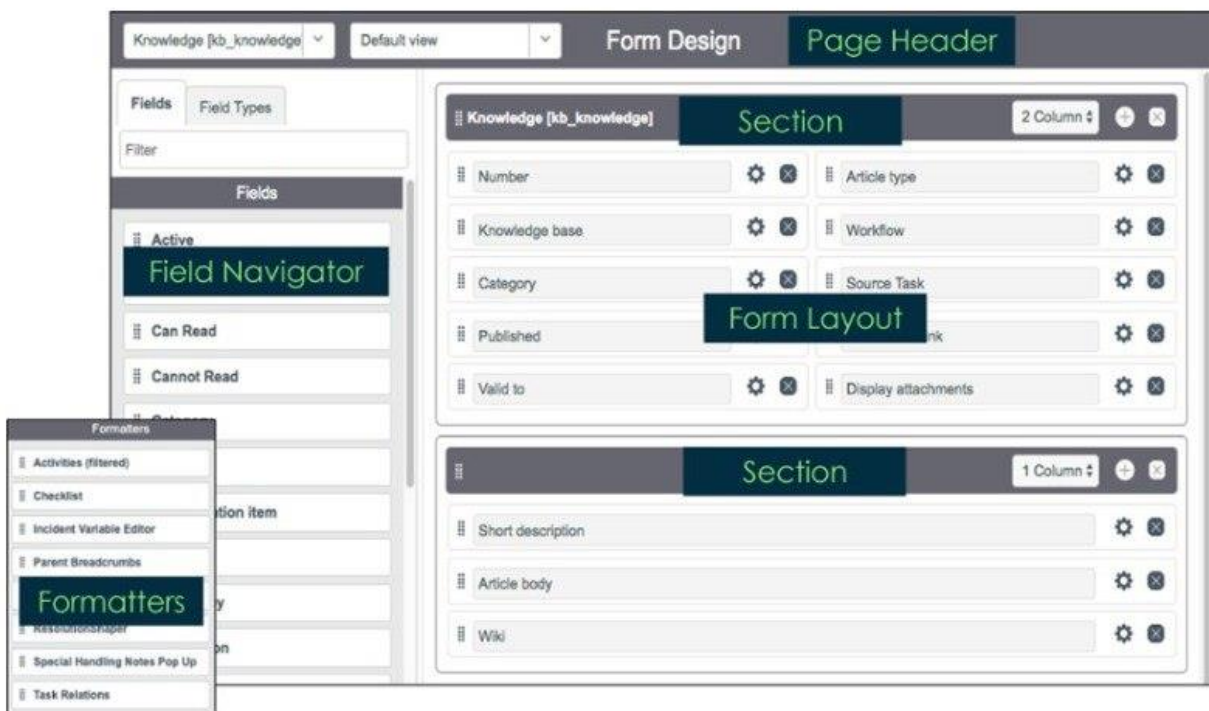 Knowledge [kb_knowledge
Default view
Form Design
Page Header
Fields
Field Types
Filter
Fields
Active
Field Navigator
Can Read
Cannot Read
tion item
y
on
Formatters
Activities (filtered)
Checklist
Incident Variable Editor
Parent Breadcrumbs
Formatters
Special Handling Notes Pop Up
Task Relations
Knowledge [kb_knowledge]
Section
2 Column
Number
Article type
Knowledge base
Workflow
Category
Source Task
Form Layout
Published
nk
Valid to
Display attachments
Section
1 Column
Short description
Article body
Wiki